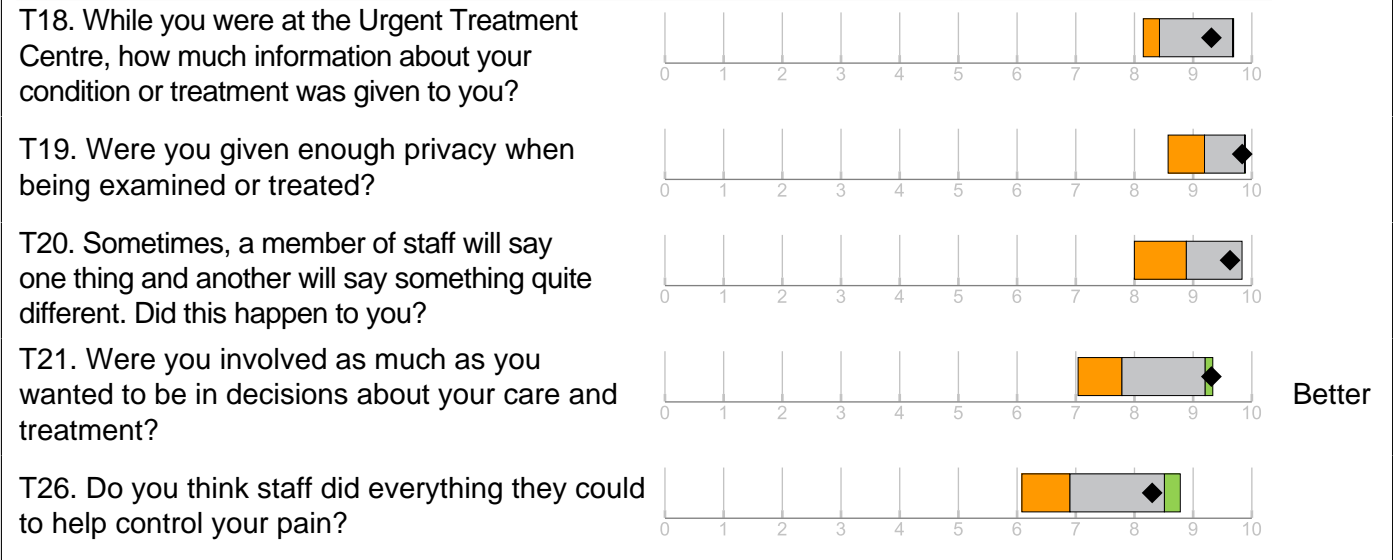 T18. While you were at the Urgent Treatment
Centre, how much information about your
condition or treatment was given to you?
0 1 2 3 4 5 6 7 8 9 10
T19. Were you given enough privacy when
being examined or treated?
0 1 2 3 4 5 6 7 8 9 10
T20. Sometimes, a member of staff will say
one thing and another will say something quite
different. Did this happen to you?
0 1 2 3 4 5 6 7 8 9 10
T21. Were you involved as much as you
wanted to be in decisions about your care and
treatment?
0 1 2 3 4 5 6 7 8 9 10
Better
T26. Do you think staff did everything they could
to help control your pain?
0 1 2 3 4 5 6 7 8 9 10